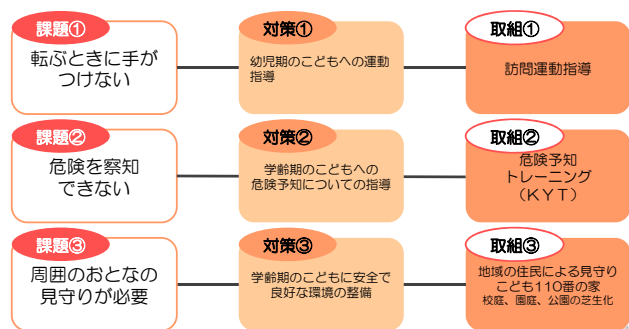 課題①
対策①
取組①
転ぶときに手が
つけない
幼児期のこどもへの運動
指導
訪問運動指導
課題②
対策②
取組②
危険を察知
できない
学齢期のこどもへの
危険予知についての指導
危険予知
トレーニング
（ＫＹＴ）
課題③
対策③
取組③
周囲のおとなの
見守りが必要
学齢期のこどもに安全で
良好な環境の整備
地域の住民による見守り
こども110番の家
校庭、園庭、公園の芝生化